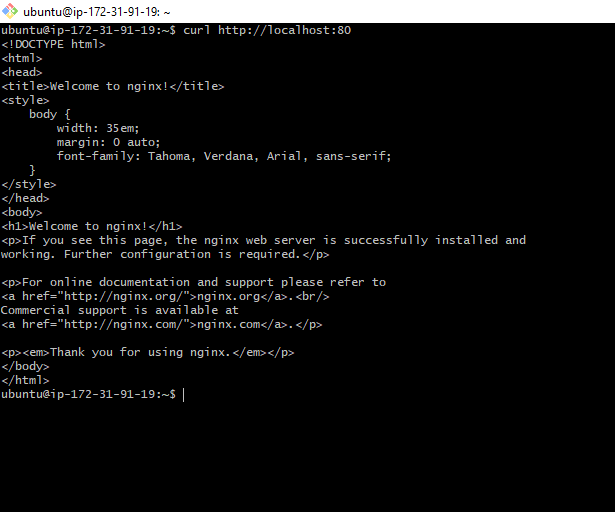 ubuntu@ip-172-31-91-19: ~
ubuntu@ip-172-31-91-19:~$ curl http://localhost:80
<!DOCTYPE html>
<html>
<head>
<title>Welcome to nginx!</title>
<style>
    body {
        width: 35em;
        margin: 0 auto;
        font-family: Tahoma, Verdana, Arial, sans-serif;
    }
</style>
</head>
<body>
<h1>Welcome to nginx!</h1>
<p>If you see this page, the nginx web server is successfully installed and
working. Further configuration is required.</p>

<p>For online documentation and support please refer to
<a href="http://nginx.org/">nginx.org</a>.<br/>
Commercial support is available at
<a href="http://nginx.com/">nginx.com</a>.</p>

<p><em>Thank you for using nginx.</em></p>
</body>
</html>
ubuntu@ip-172-31-91-19:~$